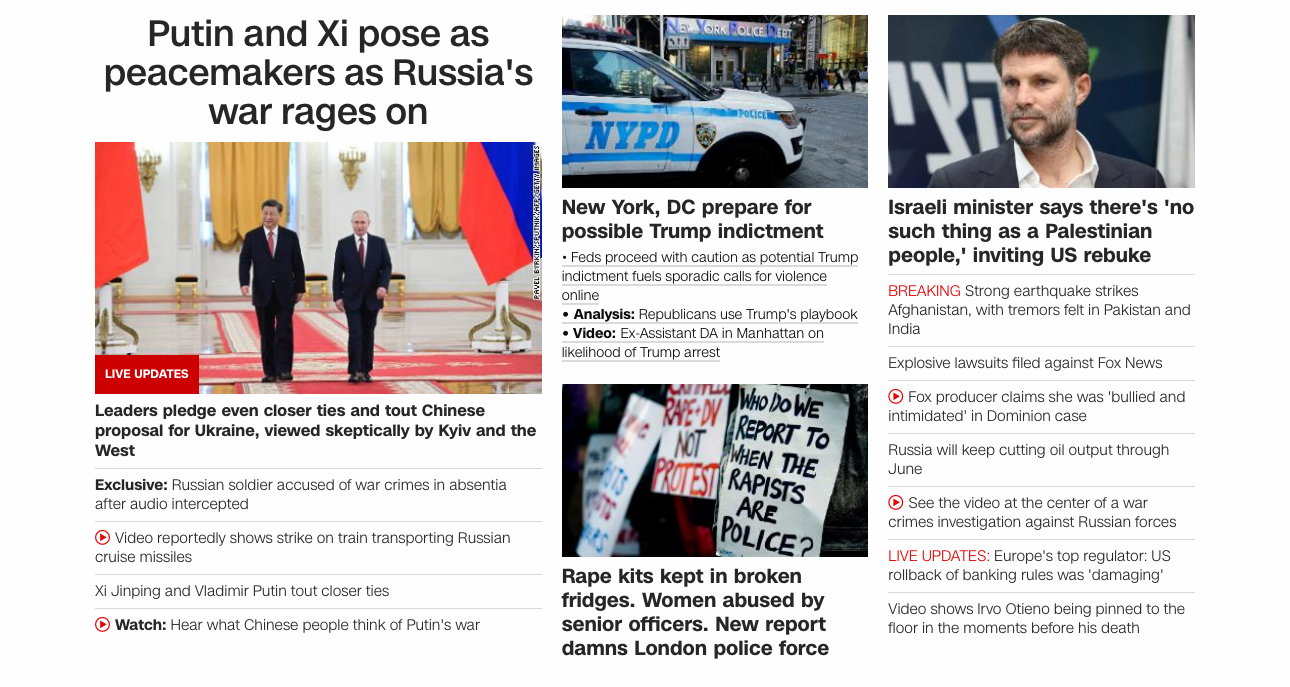 Putin and Xi pose as
peacemakers as Russia's
war rages on
PAVEL BYRKIN/SPUTNIK/AFP/GETTY IMAGES
LIVE UPDATES
Leaders pledge even closer ties and tout Chinese
proposal for Ukraine, viewed skeptically by Kyiv and the
West
Exclusive: Russian soldier accused of war crimes in absentia
after audio intercepted
Video reportedly shows strike on train transporting Russian
cruise missiles
Xi Jinping and Vladimir Putin tout closer ties
Watch: Hear what Chinese people think of Putin's war
NEW YORK POLICE DEPT
POLICE
NYPD
New York, DC prepare for
possible Trump indictment
• Feds proceed with caution as potential Trump
indictment fuels sporadic calls for violence
online
• Analysis: Republicans use Trump's playbook
• Video: Ex-Assistant DA in Manhattan on
likelihood of Trump arrest
RAPE+DV
NOT
PROTEST
WHO DO WE
REPORT TO
WHEN THE
RAPISTS
ARE
POLICE?
Rape kits kept in broken
fridges. Women abused by
senior officers. New report
damns London police force
Israeli minister says there's 'no
such thing as a Palestinian
people,' inviting US rebuke
BREAKING Strong earthquake strikes
Afghanistan, with tremors felt in Pakistan and
India
Explosive lawsuits filed against Fox News
Fox producer claims she was 'bullied and
intimidated' in Dominion case
Russia will keep cutting oil output through
June
See the video at the center of a war
crimes investigation against Russian forces
LIVE UPDATES: Europe's top regulator: US
rollback of banking rules was 'damaging'
Video shows Irvo Otieno being pinned to the
floor in the moments before his death